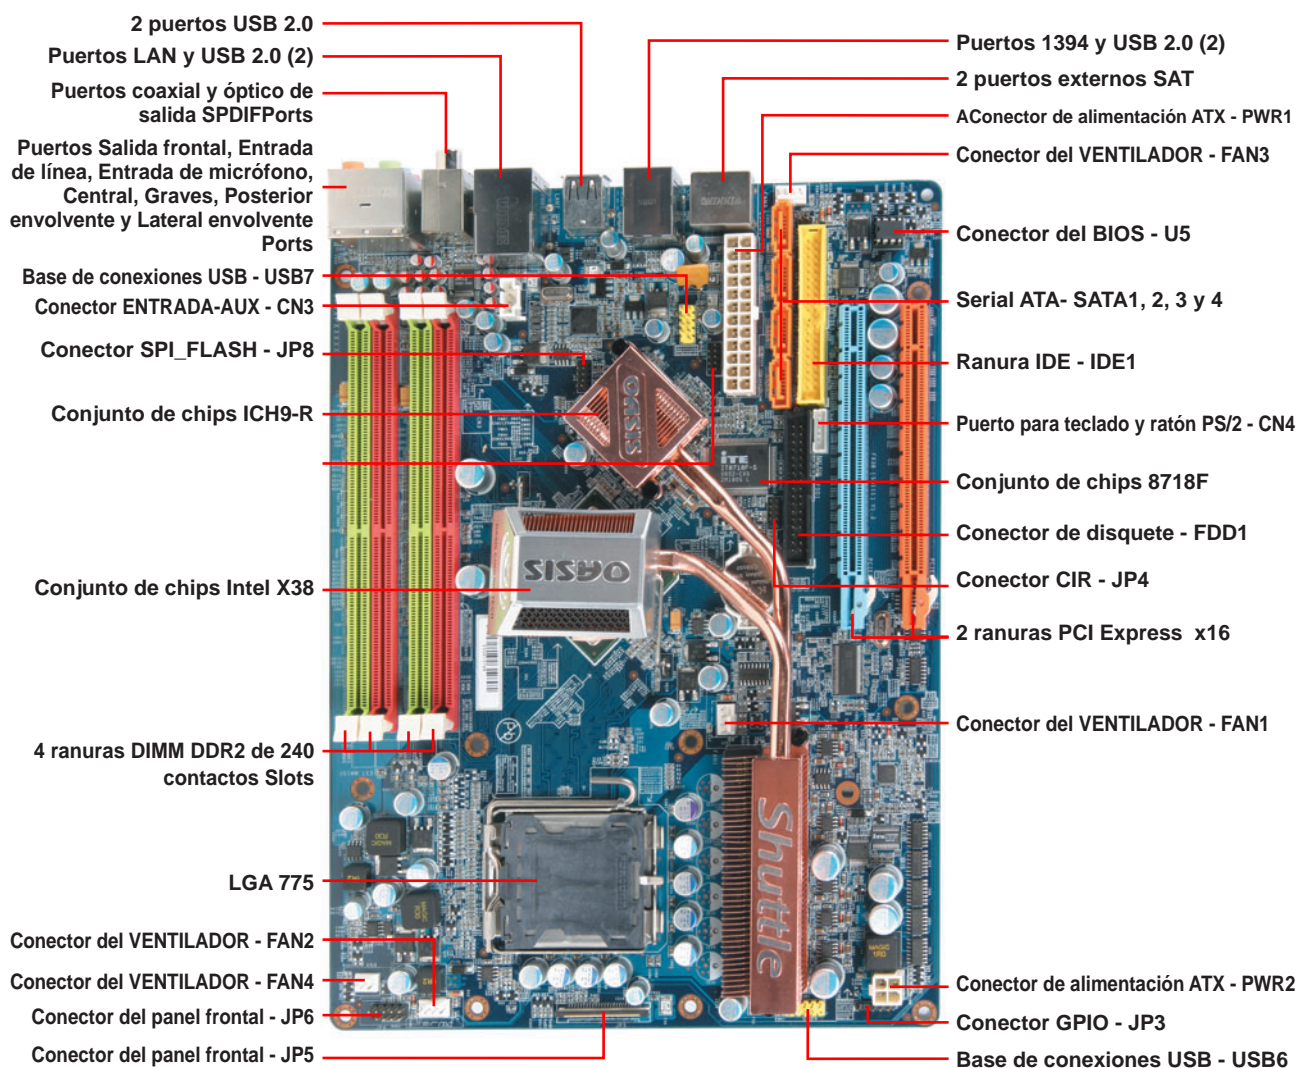 2 puertos USB 2.0
Puertos LAN y USB 2.0 (2)
Puertos coaxial y óptico de
salida SPDIFPorts
Puertos Salida frontal, Entrada
de línea, Entrada de micrófono,
Central, Graves, Posterior
envolvente y Lateral envolvente
Ports
Base de conexiones USB - USB7
Conector ENTRADA-AUX - CN3
Conector SPI_FLASH - JP8
Conjunto de chips ICH9-R
Conjunto de chips Intel X38
4 ranuras DIMM DDR2 de 240
contactos Slots
LGA 775
Conector del VENTILADOR - FAN2
Conector del VENTILADOR - FAN4
Conector del panel frontal - JP6
Conector del panel frontal - JP5
Puertos 1394 y USB 2.0 (2)
2 puertos externos SAT
AConector de alimentación ATX - PWR1
Conector del VENTILADOR - FAN3
Conector del BIOS - U5
Serial ATA- SATA1, 2, 3 y 4
Ranura IDE - IDE1
Puerto para teclado y ratón PS/2 - CN4
Conjunto de chips 8718F
Conector de disquete - FDD1
Conector CIR - JP4
2 ranuras PCI Express x16
Conector del VENTILADOR - FAN1
Conector de alimentación ATX - PWR2
Conector GPIO - JP3
Base de conexiones USB - USB6
OASIS
OASIS
iTE
Shuttle
MAGIC